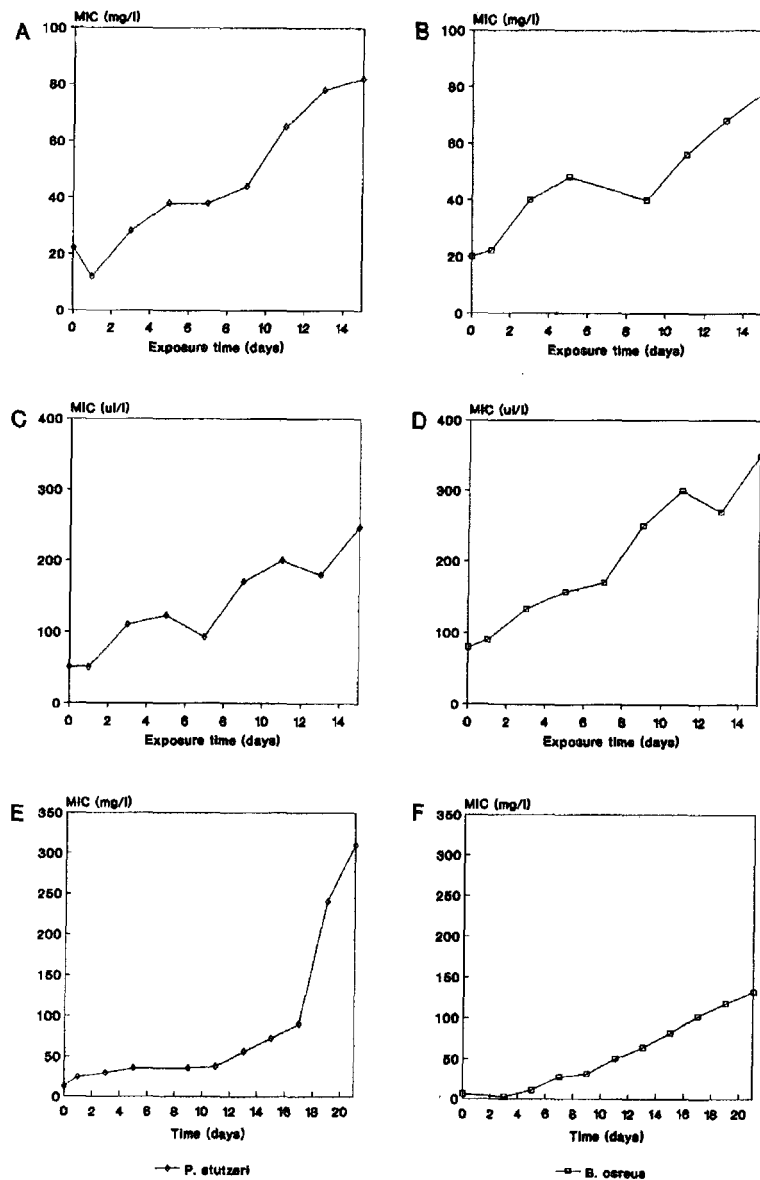 A
MIC (mg/l)
100
80
60
40
20
0
0 2 4 6 8 10 12 14
Exposure time (days)
B
MIC (mg/l)
100
80
60
40
20
0
0 2 4 6 8 10 12 14
Exposure time (days)
C
MIC (ul/l)
400
300
200
100
0
0 2 4 6 8 10 12 14
Exposure time (days)
D
MIC (ul/l)
400
300
200
100
0
0 2 4 6 8 10 12 14
Exposure time (days)
E
MIC (mg/l)
350
300
250
200
150
100
50
0
0 2 4 6 8 10 12 14 16 18 20
Time (days)
F
MIC (mg/l)
350
300
250
200
150
100
50
0
0 2 4 6 8 10 12 14 16 18 20
Time (days)
P. stutzeri
B. cereus